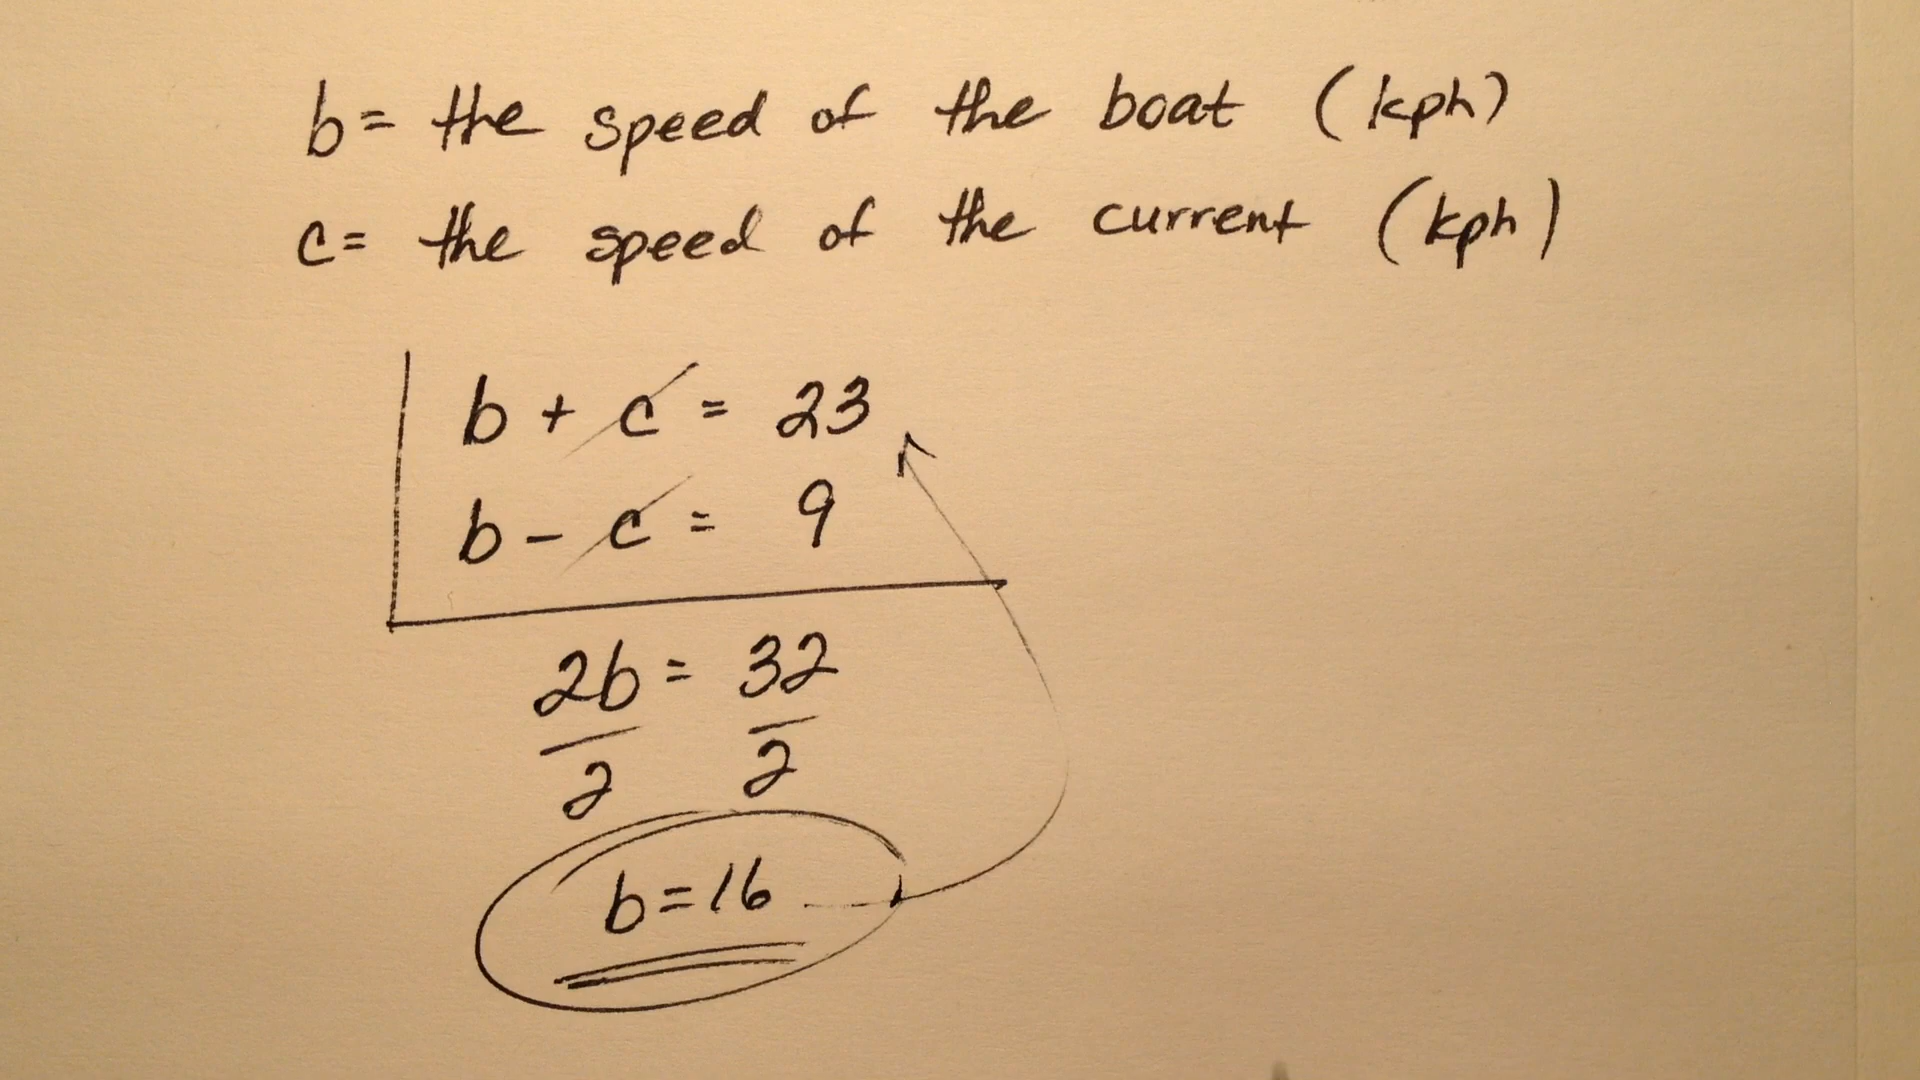 b= the speed of the boat (kph)
c= the speed of the current (kph)
b + c = 23
b - c = 9
2b = 32
2 2
b=16